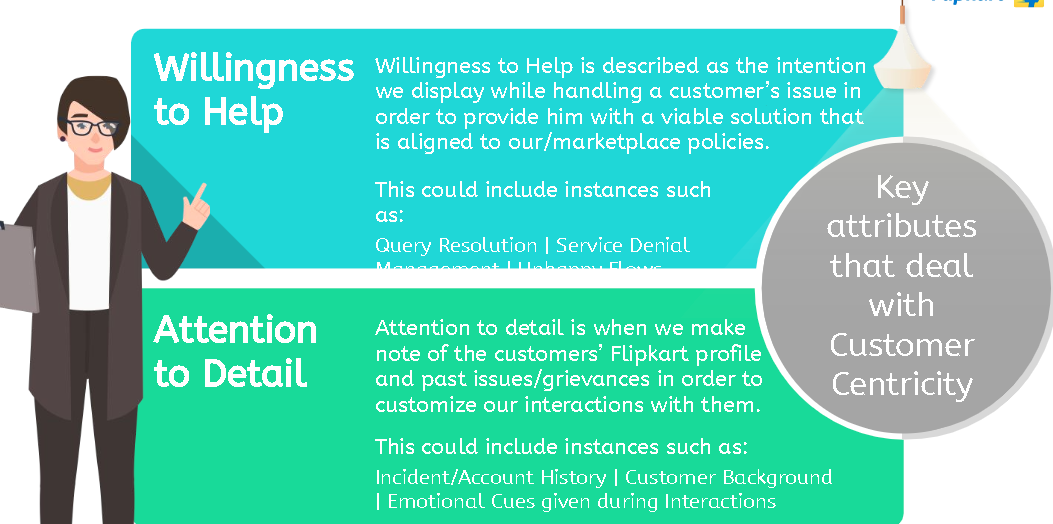 Willingness
to Help
Willingness to Help is described as the intention
we display while handling a customer's issue in
order to provide him with a viable solution that
is aligned to our/marketplace policies.
This could include instances such
as:
Query Resolution | Service Denial
Management | Unhappy Flows
Attention
to Detail
Attention to detail is when we make
note of the customers' Flipkart profile
and past issues/grievances in order to
customize our interactions with them.
This could include instances such as:
Incident/Account History | Customer Background
| Emotional Cues given during Interactions
Key
attributes
that deal
with
Customer
Centricity